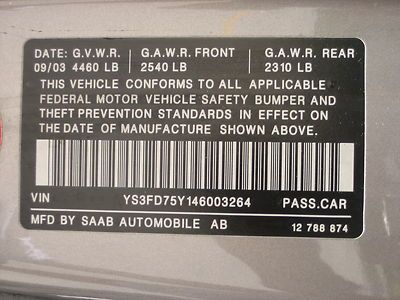 DATE: G.V.W.R. G.A.W.R. FRONT G.A.W.R. REAR
09/03 4460 LB 2540 LB 2310 LB
THIS VEHICLE CONFORMS TO ALL APPLICABLE
FEDERAL MOTOR VEHICLE SAFETY BUMPER AND
THEFT PREVENTION STANDARDS IN EFFECT ON
THE DATE OF MANUFACTURE SHOWN ABOVE.
VIN YS3FD75Y146003264 PASS.CAR
MFD BY SAAB AUTOMOBILE AB 12 788 874